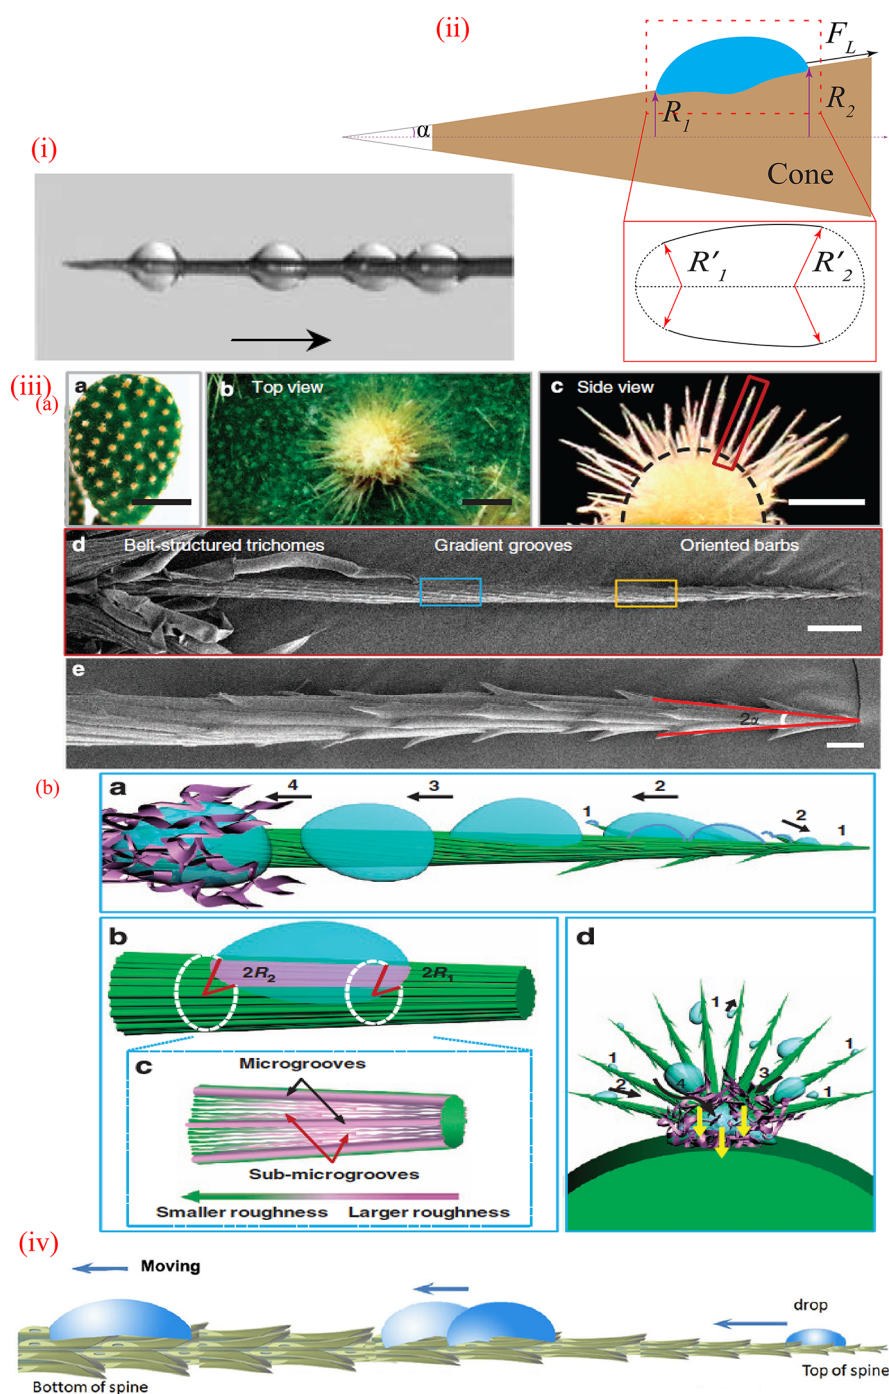 (i)
(ii)
F_L
R_1
R_2
α
Cone
R'_1
R'_2
(iii)
(a)
a
b Top view
c Side view
d
Belt-structured trichomes
Gradient grooves
Oriented barbs
e
2α
(b)
a
4
3
2
1
2
1
b
2R_2
2R_1
c
Microgrooves
Sub-microgrooves
Smaller roughness
Larger roughness
d
1
1
1
2
4
3
1
(iv)
Moving
drop
Bottom of spine
Top of spine